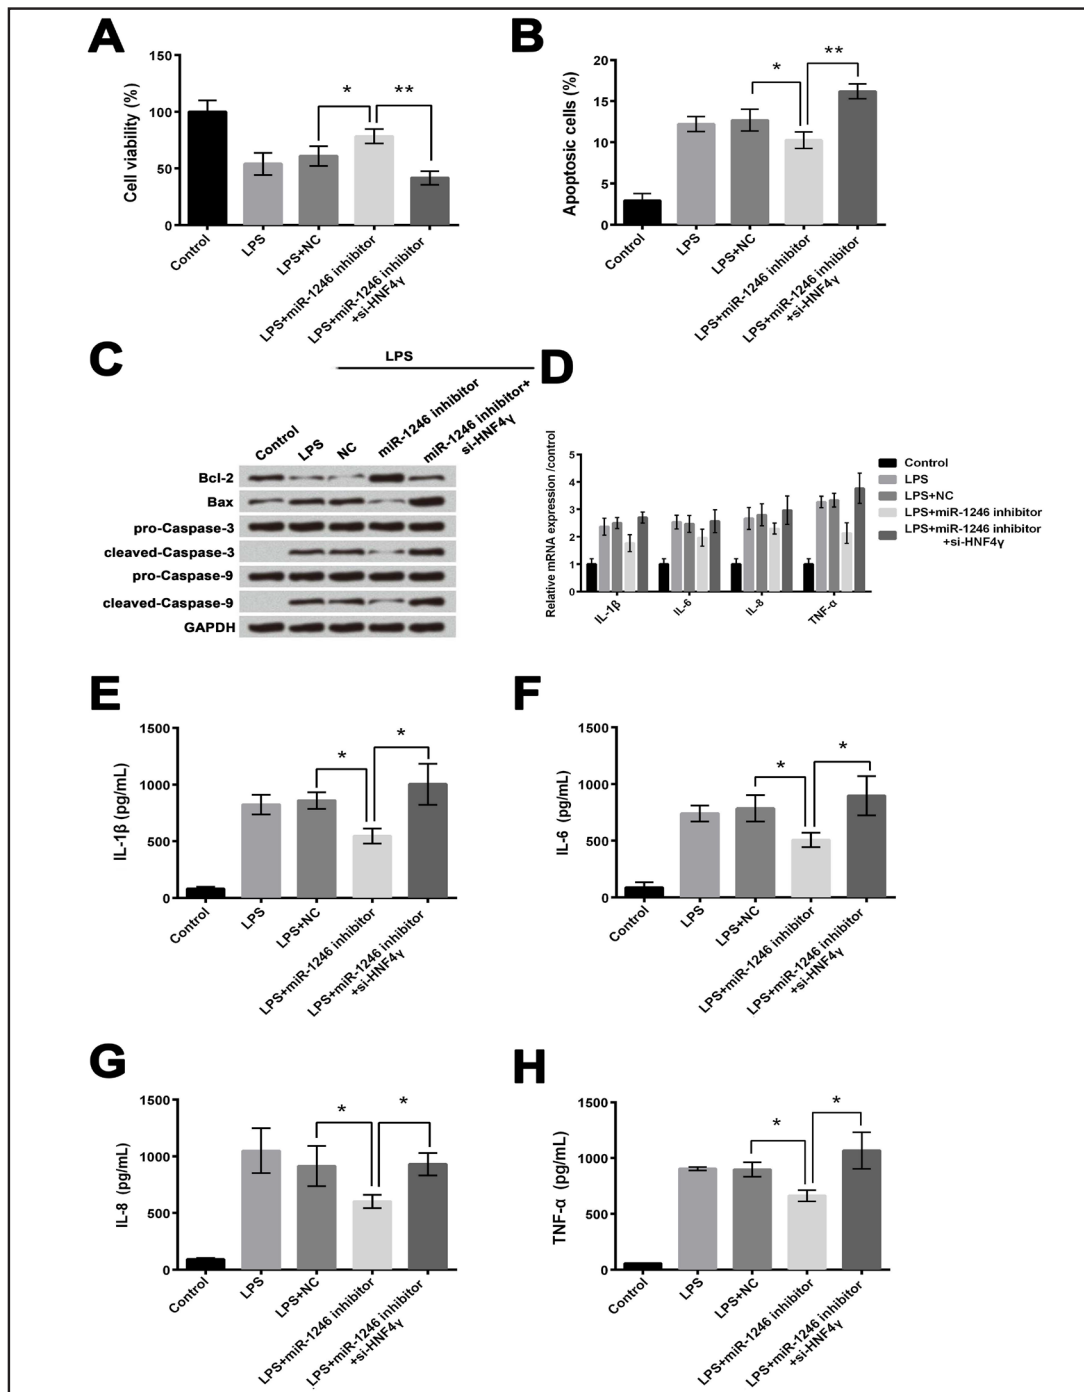 A
Cell viability (%)
150
100
50
0
*
**
Control
LPS
LPS+NC
LPS+miR-1246 inhibitor
LPS+miR-1246 inhibitor
+si-HNF4γ
B
Apoptosic cells (%)
20
15
10
5
0
*
**
Control
LPS
LPS+NC
LPS+miR-1246 inhibitor
LPS+miR-1246 inhibitor
+si-HNF4γ
C
LPS
Control
LPS
NC
miR-1246 inhibitor
miR-1246 inhibitor+
si-HNF4γ
Bcl-2
Bax
pro-Caspase-3
cleaved-Caspase-3
pro-Caspase-9
cleaved-Caspase-9
GAPDH
D
Relative mRNA expression /control
5
4
3
2
1
0
IL-1β
IL-6
IL-8
TNF-α
Control
LPS
LPS+NC
LPS+miR-1246 inhibitor
LPS+miR-1246 inhibitor
+si-HNF4γ
E
IL-1β (pg/mL)
1500
1000
500
0
*
*
Control
LPS
LPS+NC
LPS+miR-1246 inhibitor
LPS+miR-1246 inhibitor
+si-HNF4γ
F
IL-6 (pg/mL)
1500
1000
500
0
*
*
Control
LPS
LPS+NC
LPS+miR-1246 inhibitor
LPS+miR-1246 inhibitor
+si-HNF4γ
G
IL-8 (pg/mL)
1500
1000
500
0
*
*
Control
LPS
LPS+NC
LPS+miR-1246 inhibitor
LPS+miR-1246 inhibitor
+si-HNF4γ
H
TNF-α (pg/mL)
1500
1000
500
0
*
*
Control
LPS
LPS+NC
LPS+miR-1246 inhibitor
LPS+miR-1246 inhibitor
+si-HNF4γ